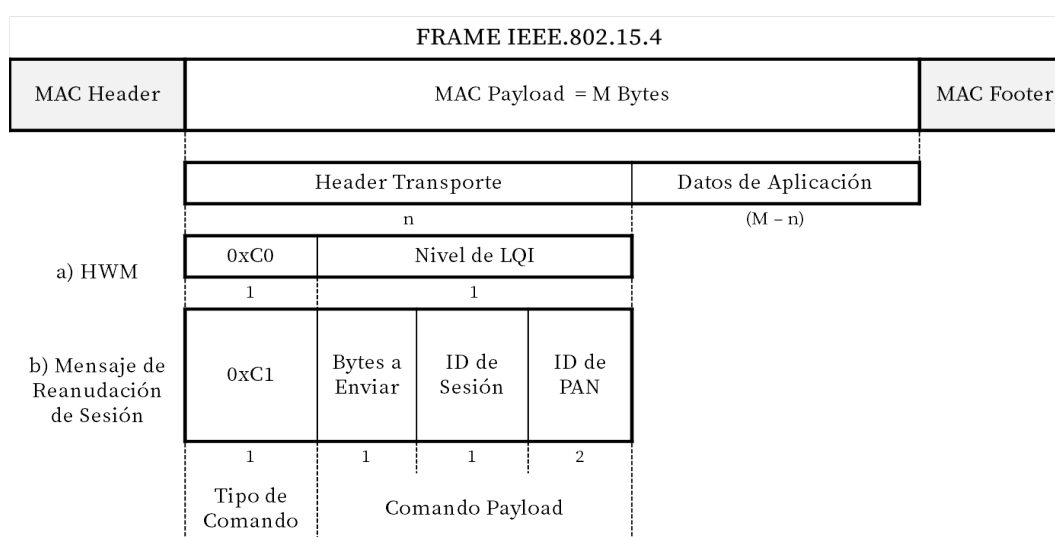 FRAME IEEE.802.15.4
MAC Header
MAC Payload = M Bytes
MAC Footer
Header Transporte
Datos de Aplicación
n
(M – n)
a) HWM
0xC0
Nivel de LQI
1
1
b) Mensaje de
Reanudación
de Sesión
0xC1
Bytes a
Enviar
ID de
Sesión
ID de
PAN
1
1
1
2
Tipo de
Comando
Comando Payload